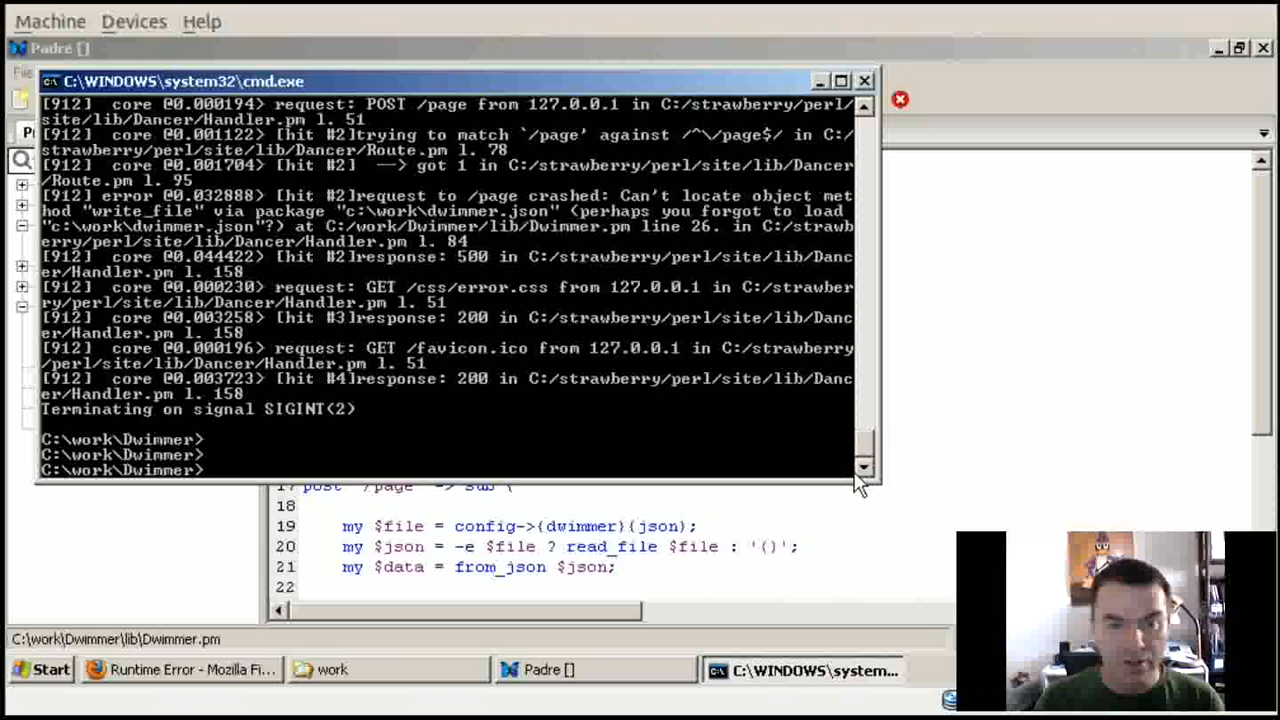 Machine Devices Help
Padre []
C:\WINDOWS\system32\cmd.exe
[912] core @0.000194> request: POST /page from 127.0.0.1 in C:/strawberry/perl/
site/lib/Dancer/Handler.pm l. 51
[912] core @0.001122> [hit #2]trying to match `/page' against /^\/page$/ in C:/
strawberry/perl/site/lib/Dancer/Route.pm l. 78
[912] core @0.001704> [hit #2] --> got 1 in C:/strawberry/perl/site/lib/Dancer
/Route.pm l. 95
[912] error @0.032888> [hit #2]request to /page crashed: Can't locate object met
hod "write_file" via package "c:\work\dwimmer.json" (perhaps you forgot to load
"c:\work\dwimmer.json"?) at C:/work/Dwimmer/lib/Dwimmer.pm line 26. in C:/strawb
erry/perl/site/lib/Dancer/Handler.pm l. 84
[912] core @0.044422> [hit #2]response: 500 in C:/strawberry/perl/site/lib/Danc
er/Handler.pm l. 158
[912] core @0.000230> request: GET /css/error.css from 127.0.0.1 in C:/strawber
ry/perl/site/lib/Dancer/Handler.pm l. 51
[912] core @0.003258> [hit #3]response: 200 in C:/strawberry/perl/site/lib/Danc
er/Handler.pm l. 158
[912] core @0.000196> request: GET /favicon.ico from 127.0.0.1 in C:/strawberry
/perl/site/lib/Dancer/Handler.pm l. 51
[912] core @0.003723> [hit #4]response: 200 in C:/strawberry/perl/site/lib/Danc
er/Handler.pm l. 158
Terminating on signal SIGINT(2)
C:\work\Dwimmer>
C:\work\Dwimmer>
C:\work\Dwimmer>
17 post '/page' => sub {
18
19 my $file = config->{dwimmer}{json};
20 my $json = -e $file ? read_file $file : '{}';
21 my $data = from_json $json;
22
C:\work\Dwimmer\lib\Dwimmer.pm
Start Runtime Error - Mozilla Fi... work Padre [] C:\WINDOWS\system...